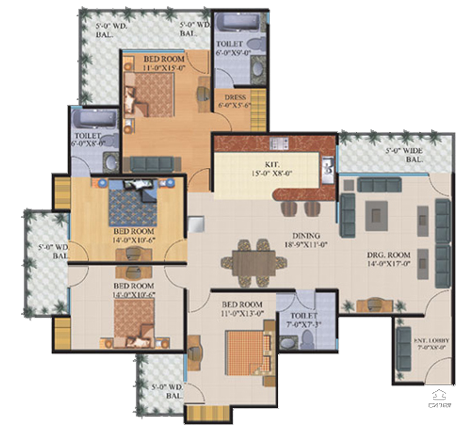 5'-0" WD.
BAL.
TOILET
6'-0"X9'-0"
BED ROOM
11'-0"X15'-0"
DRESS
6'-0"X5'-6"
TOILET
6'-0"X8'-0"
KIT.
15'-0" X8'-0"
5'-0" WIDE
BAL.
BED ROOM
14'-0"X10'-6"
5'-0" WD.
BAL.
DINING
18'-9"X11'-0"
DRG. ROOM
14'-0"X17'-0"
BED ROOM
14'-0"X10'-6"
BED ROOM
11'-0"X13'-0"
TOILET
7'-0"X7'-3"
ENT. LOBBY
7'-0"X8'-0"
5'-0" WD.
BAL.